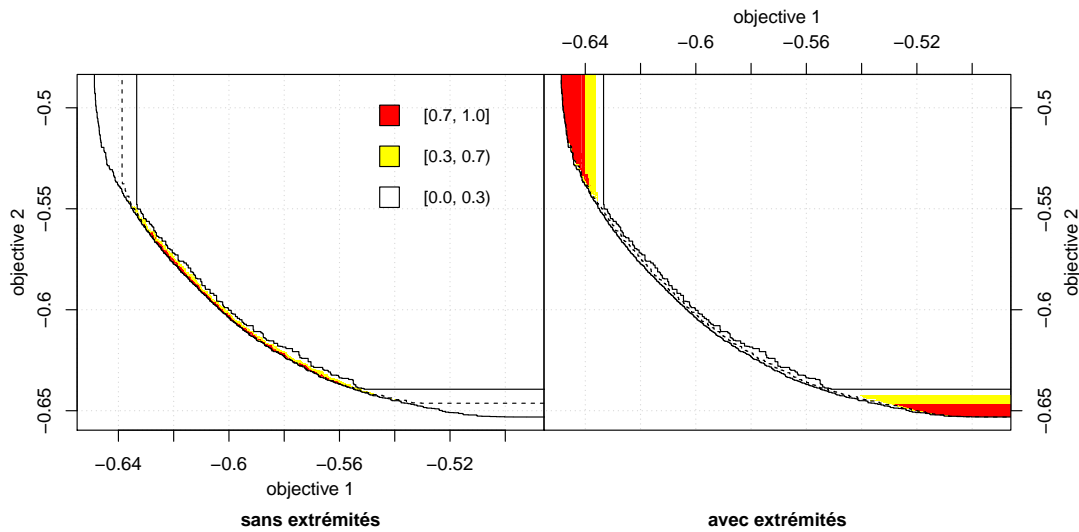 objective 1
−0.64 −0.6 −0.56 −0.52
−0.5
−0.55
−0.6
−0.65
objective 2
[0.7, 1.0]
[0.3, 0.7)
[0.0, 0.3)
−0.5
−0.55
−0.6
−0.65
objective 2
−0.64 −0.6 −0.56 −0.52
objective 1
sans extrémités
avec extrémités